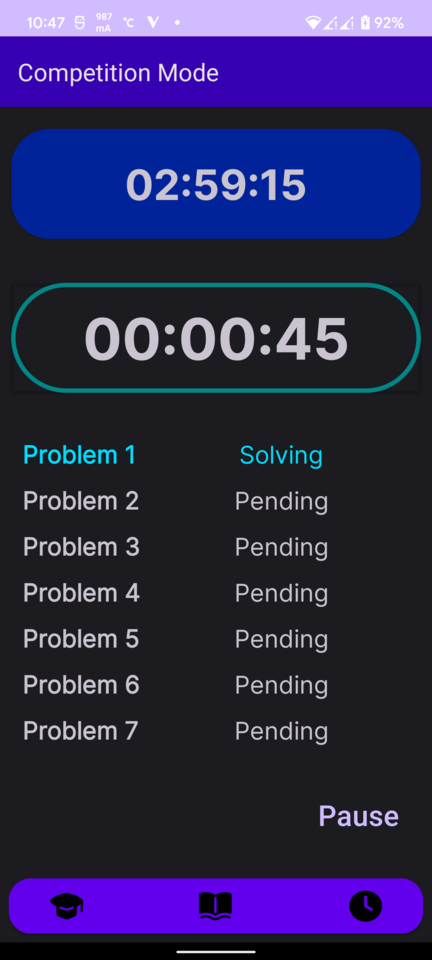 10:47 987 mA °C 92%
Competition Mode
02:59:15
00:00:45
Problem 1 Solving
Problem 2 Pending
Problem 3 Pending
Problem 4 Pending
Problem 5 Pending
Problem 6 Pending
Problem 7 Pending
Pause